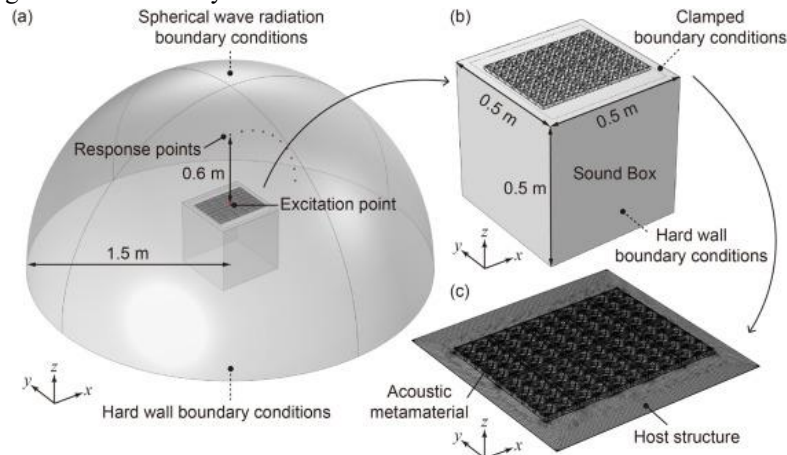 (a)
Spherical wave radiation
boundary conditions
Response points
0.6 m
Excitation point
1.5 m
z
y
x
Hard wall boundary conditions
(b)
Clamped
boundary conditions
0.5 m
0.5 m
0.5 m
Sound Box
Hard wall
boundary conditions
z
y
x
(c)
Acoustic
metamaterial
Host structure
z
y
x